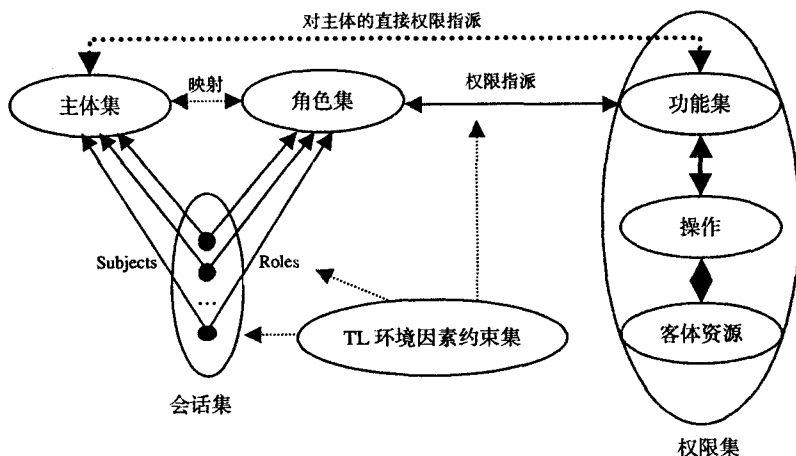 对主体的直接权限指派
主体集
映射
角色集
权限指派
功能集
操作
Subjects
Roles
...
TL 环境因素约束集
客体资源
会话集
权限集